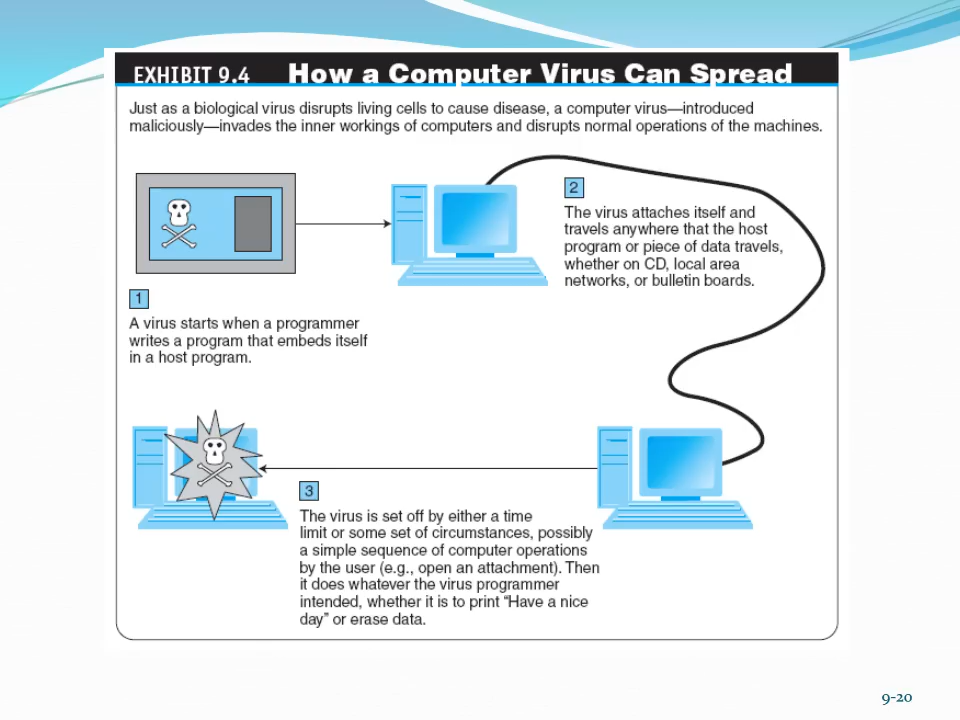 EXHIBIT 9.4 How a Computer Virus Can Spread
Just as a biological virus disrupts living cells to cause disease, a computer virus—introduced
maliciously—invades the inner workings of computers and disrupts normal operations of the machines.
1
A virus starts when a programmer
writes a program that embeds itself
in a host program.
2
The virus attaches itself and
travels anywhere that the host
program or piece of data travels,
whether on CD, local area
networks, or bulletin boards.
3
The virus is set off by either a time
limit or some set of circumstances, possibly
a simple sequence of computer operations
by the user (e.g., open an attachment). Then
it does whatever the virus programmer
intended, whether it is to print “Have a nice
day” or erase data.
9-20